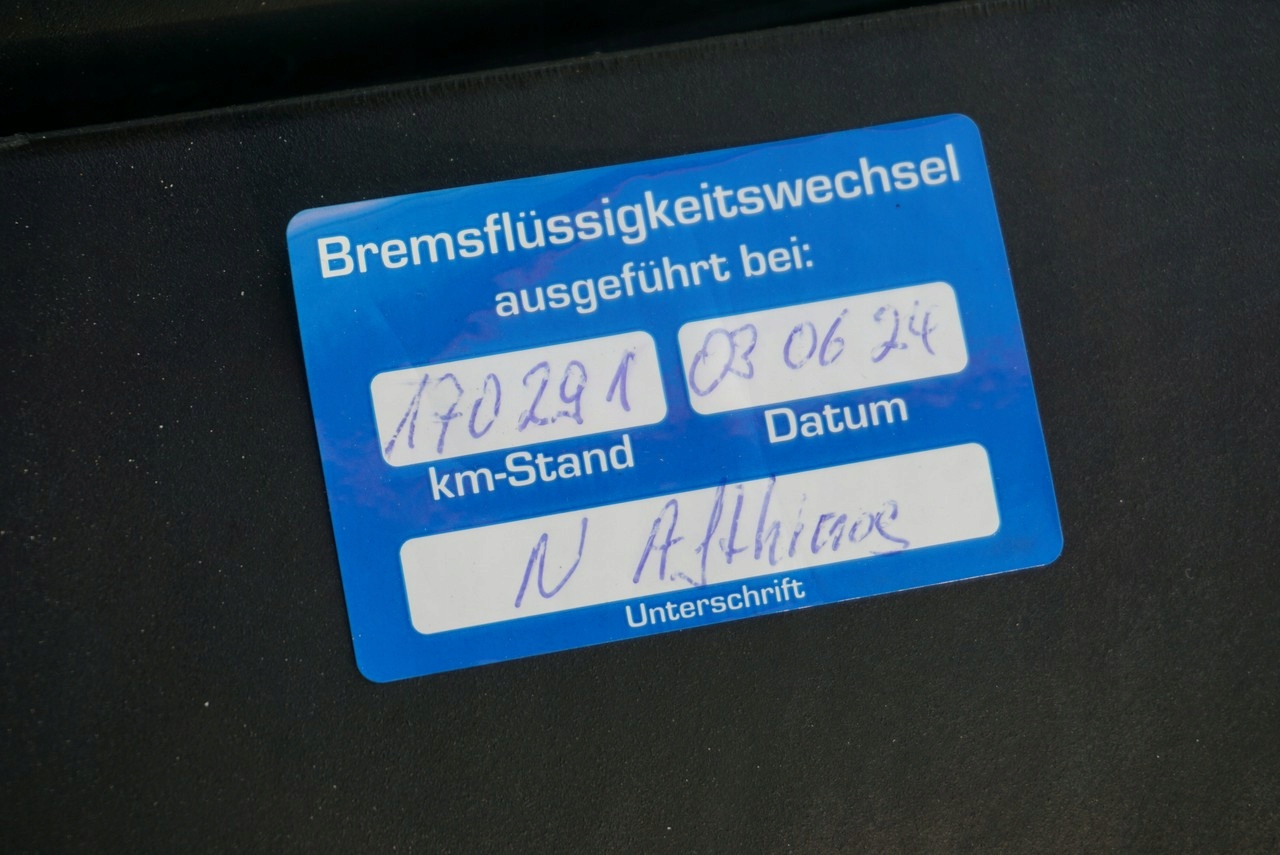 Bremsflüssigkeitswechsel
ausgeführt bei:
170291 03 06 24
km-Stand Datum
N
Unterschrift